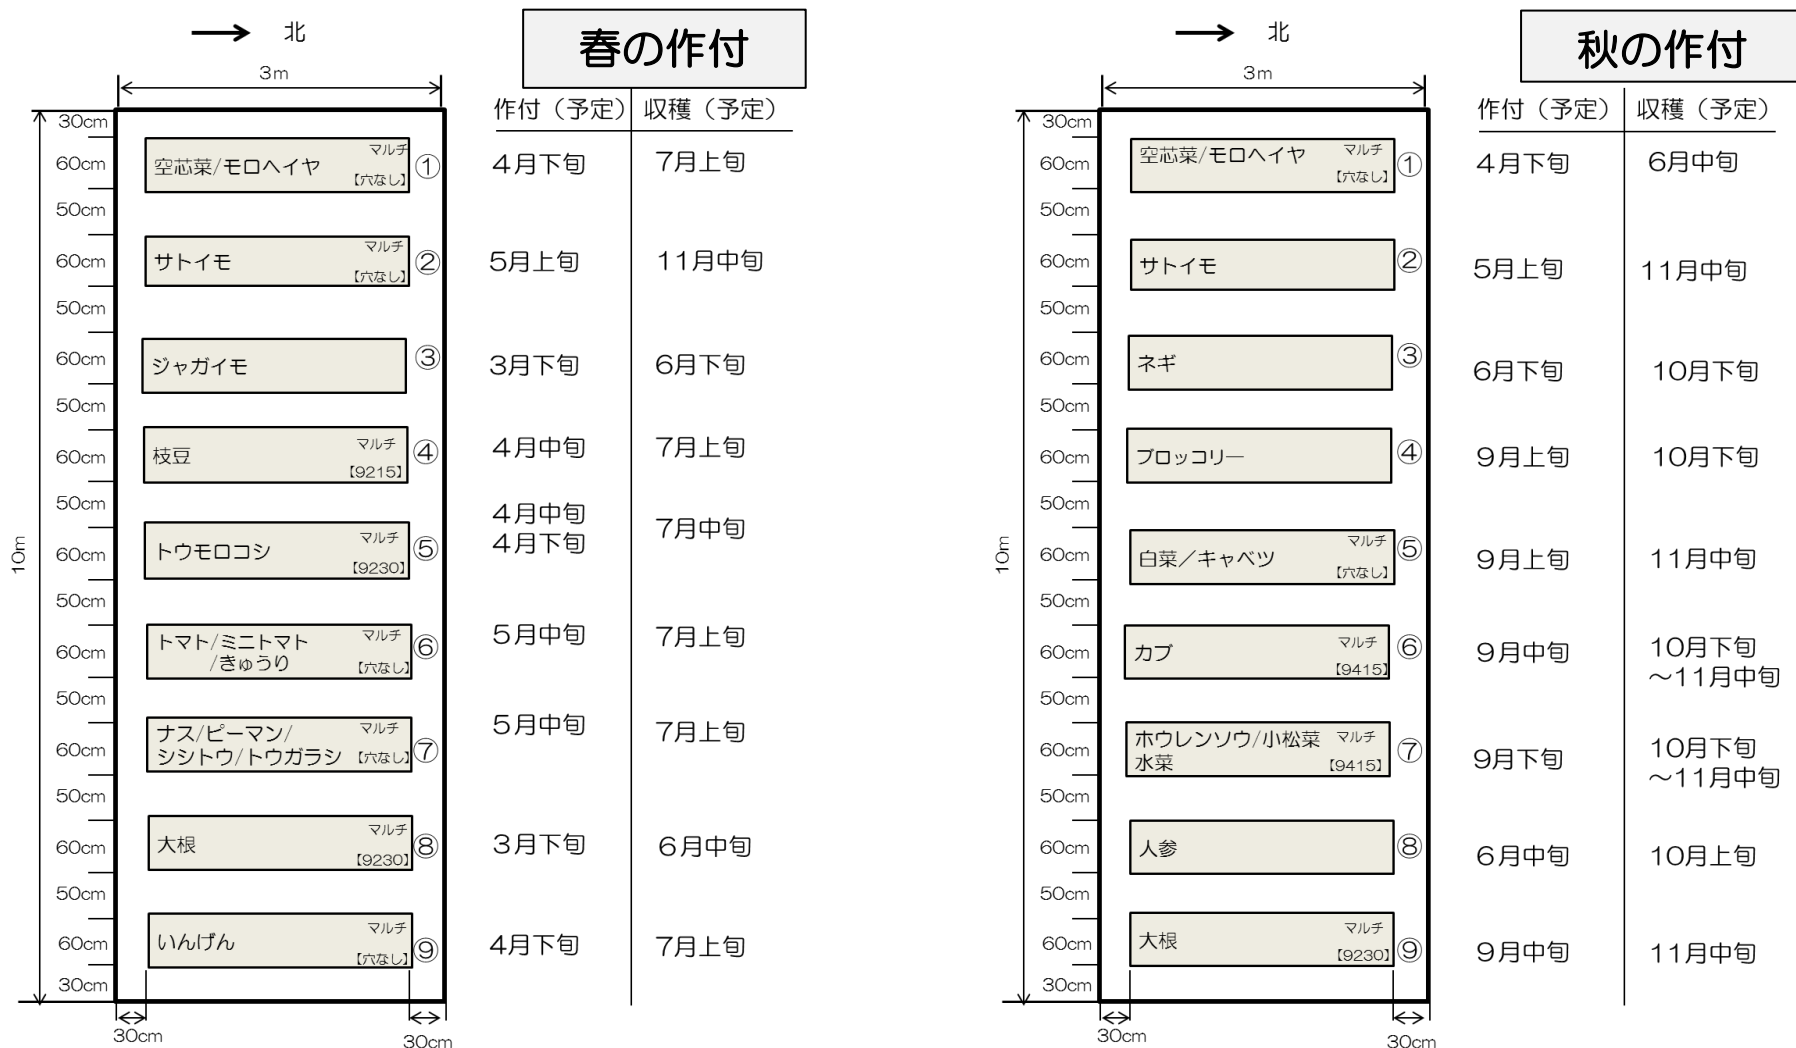 北
春の作付
3m
作付（予定） 収穫（予定）
30cm
60cm
空芯菜/モロヘイヤ
マルチ
【穴なし】
①
4月下旬
7月上旬
50cm
60cm
サトイモ
マルチ
【穴なし】
②
5月上旬
11月中旬
50cm
60cm
ジャガイモ
③
3月下旬
6月下旬
50cm
60cm
枝豆
マルチ
【9215】
④
4月中旬
7月上旬
50cm
60cm
トウモロコシ
マルチ
【9230】
⑤
4月中旬
4月下旬
7月中旬
50cm
60cm
トマト/ミニトマト
/きゅうり
マルチ
【穴なし】
⑥
5月中旬
7月上旬
50cm
60cm
ナス/ピーマン/
シシトウ/トウガラシ
マルチ
【穴なし】
⑦
5月中旬
7月上旬
50cm
60cm
大根
マルチ
【9230】
⑧
3月下旬
6月中旬
50cm
60cm
いんげん
マルチ
【穴なし】
⑨
4月下旬
7月上旬
30cm
10m
30cm
30cm
北
秋の作付
3m
作付（予定） 収穫（予定）
30cm
60cm
空芯菜/モロヘイヤ
マルチ
【穴なし】
①
4月下旬
6月中旬
50cm
60cm
サトイモ
②
5月上旬
11月中旬
50cm
60cm
ネギ
③
6月下旬
10月下旬
50cm
60cm
ブロッコリー
④
9月上旬
10月下旬
50cm
60cm
白菜／キャベツ
マルチ
【穴なし】
⑤
9月上旬
11月中旬
50cm
60cm
カブ
マルチ
【9415】
⑥
9月中旬
10月下旬
～11月中旬
50cm
60cm
ホウレンソウ/小松菜
水菜
マルチ
【9415】
⑦
9月下旬
10月下旬
～11月中旬
50cm
60cm
人参
⑧
6月中旬
10月上旬
50cm
60cm
大根
マルチ
【9230】
⑨
9月中旬
11月中旬
30cm
10m
30cm
30cm